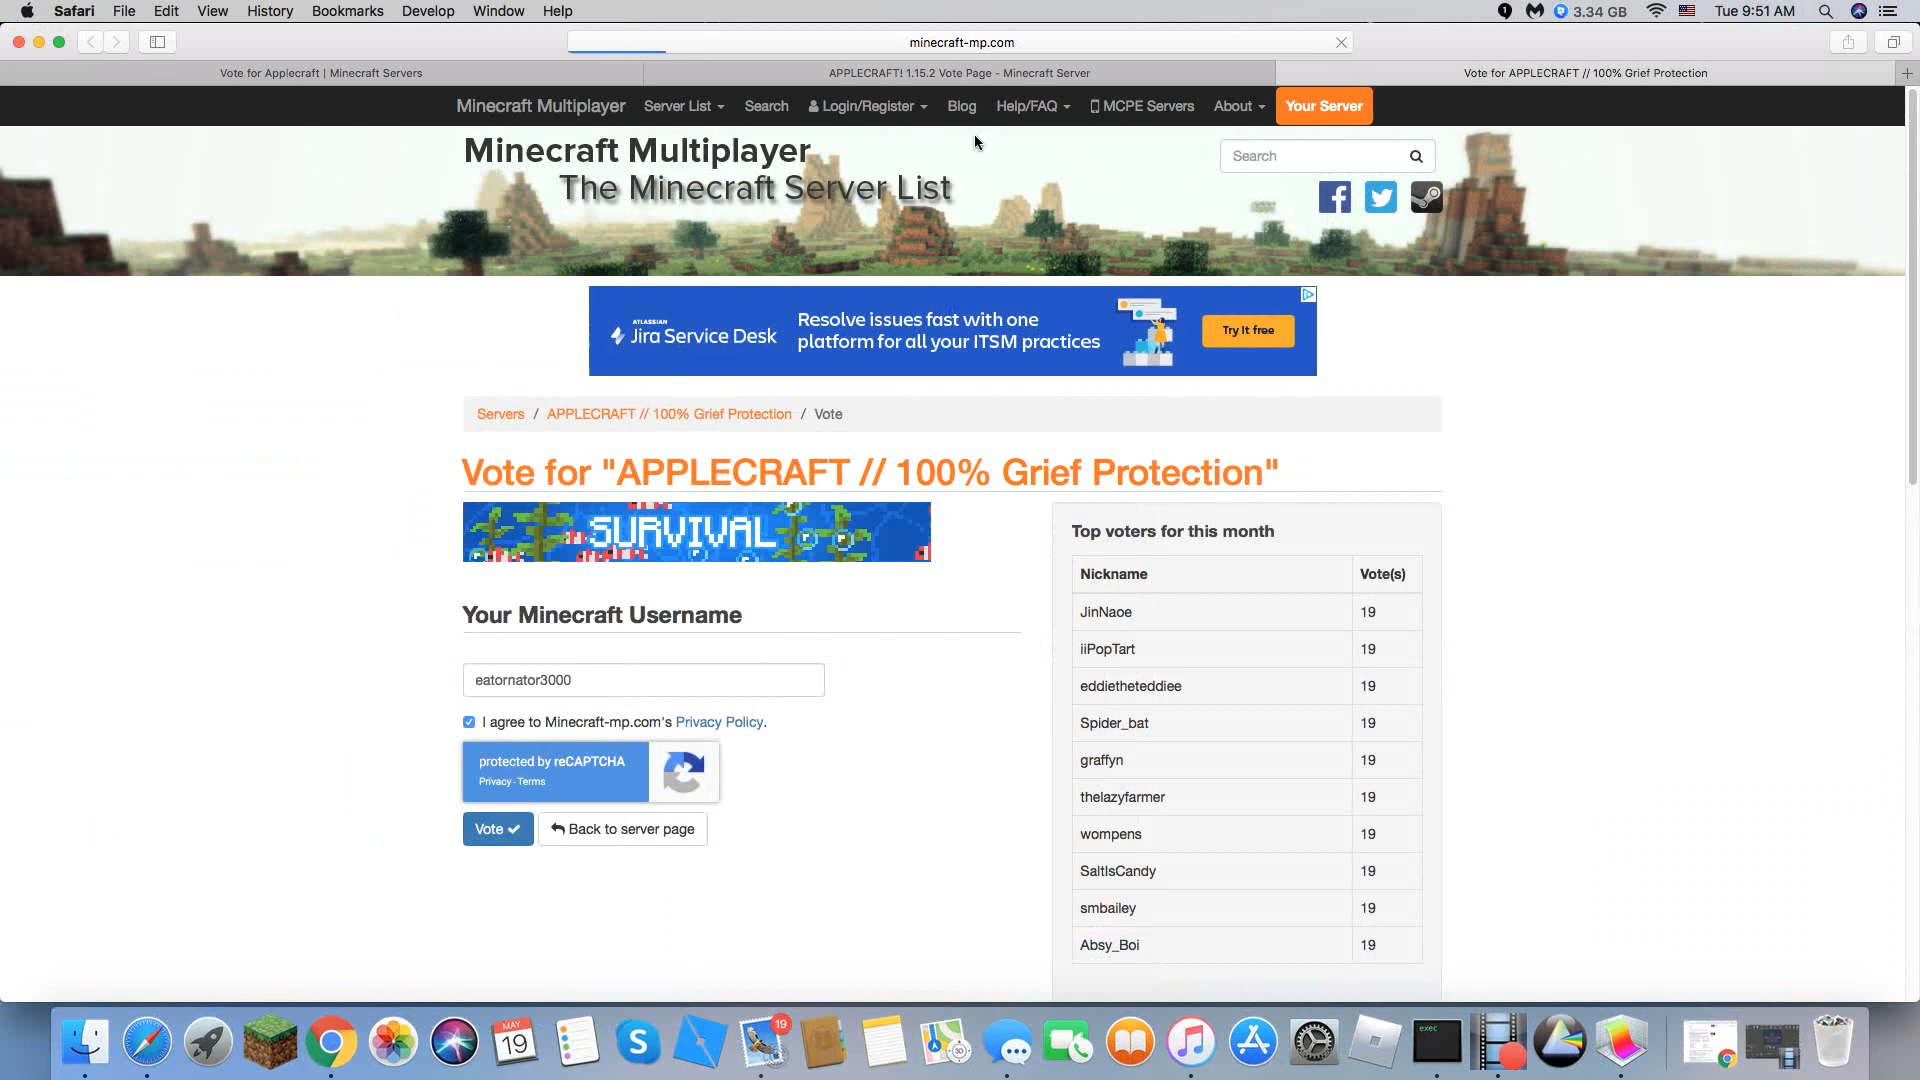 Safari File Edit View History Bookmarks Develop Window Help
3.34 GB Tue 9:51 AM
minecraft-mp.com
Vote for Applecraft | Minecraft Servers
APPLECRAFT! 1.15.2 Vote Page - Minecraft Server
Vote for APPLECRAFT // 100% Grief Protection
Minecraft Multiplayer Server List Search Login/Register Blog Help/FAQ MCPE Servers About Your Server
Minecraft Multiplayer
The Minecraft Server List
Search
ATLASSIAN
Jira Service Desk
Resolve issues fast with one
platform for all your ITSM practices
Try it free
Servers / APPLECRAFT // 100% Grief Protection / Vote
Vote for "APPLECRAFT // 100% Grief Protection"
SURVIVAL
Your Minecraft Username
eatornator3000
I agree to Minecraft-mp.com's Privacy Policy.
protected by reCAPTCHA
Privacy - Terms
Vote
Back to server page
Top voters for this month
Nickname Vote(s)
JinNaoe 19
iiPopTart 19
eddietheteddiee 19
Spider_bat 19
graffyn 19
thelazyfarmer 19
wompens 19
SaltIsCandy 19
smbailey 19
Absy_Boi 19
MAY
19
19
3D
exec